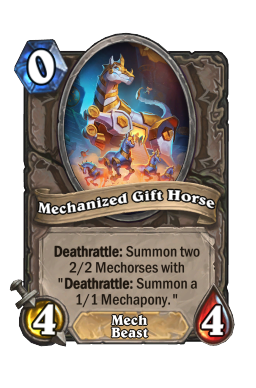 0
Mechanized Gift Horse
Deathrattle: Summon two
2/2 Mechorses with
"Deathrattle: Summon a
1/1 Mechapony."
4
Mech
Beast
4